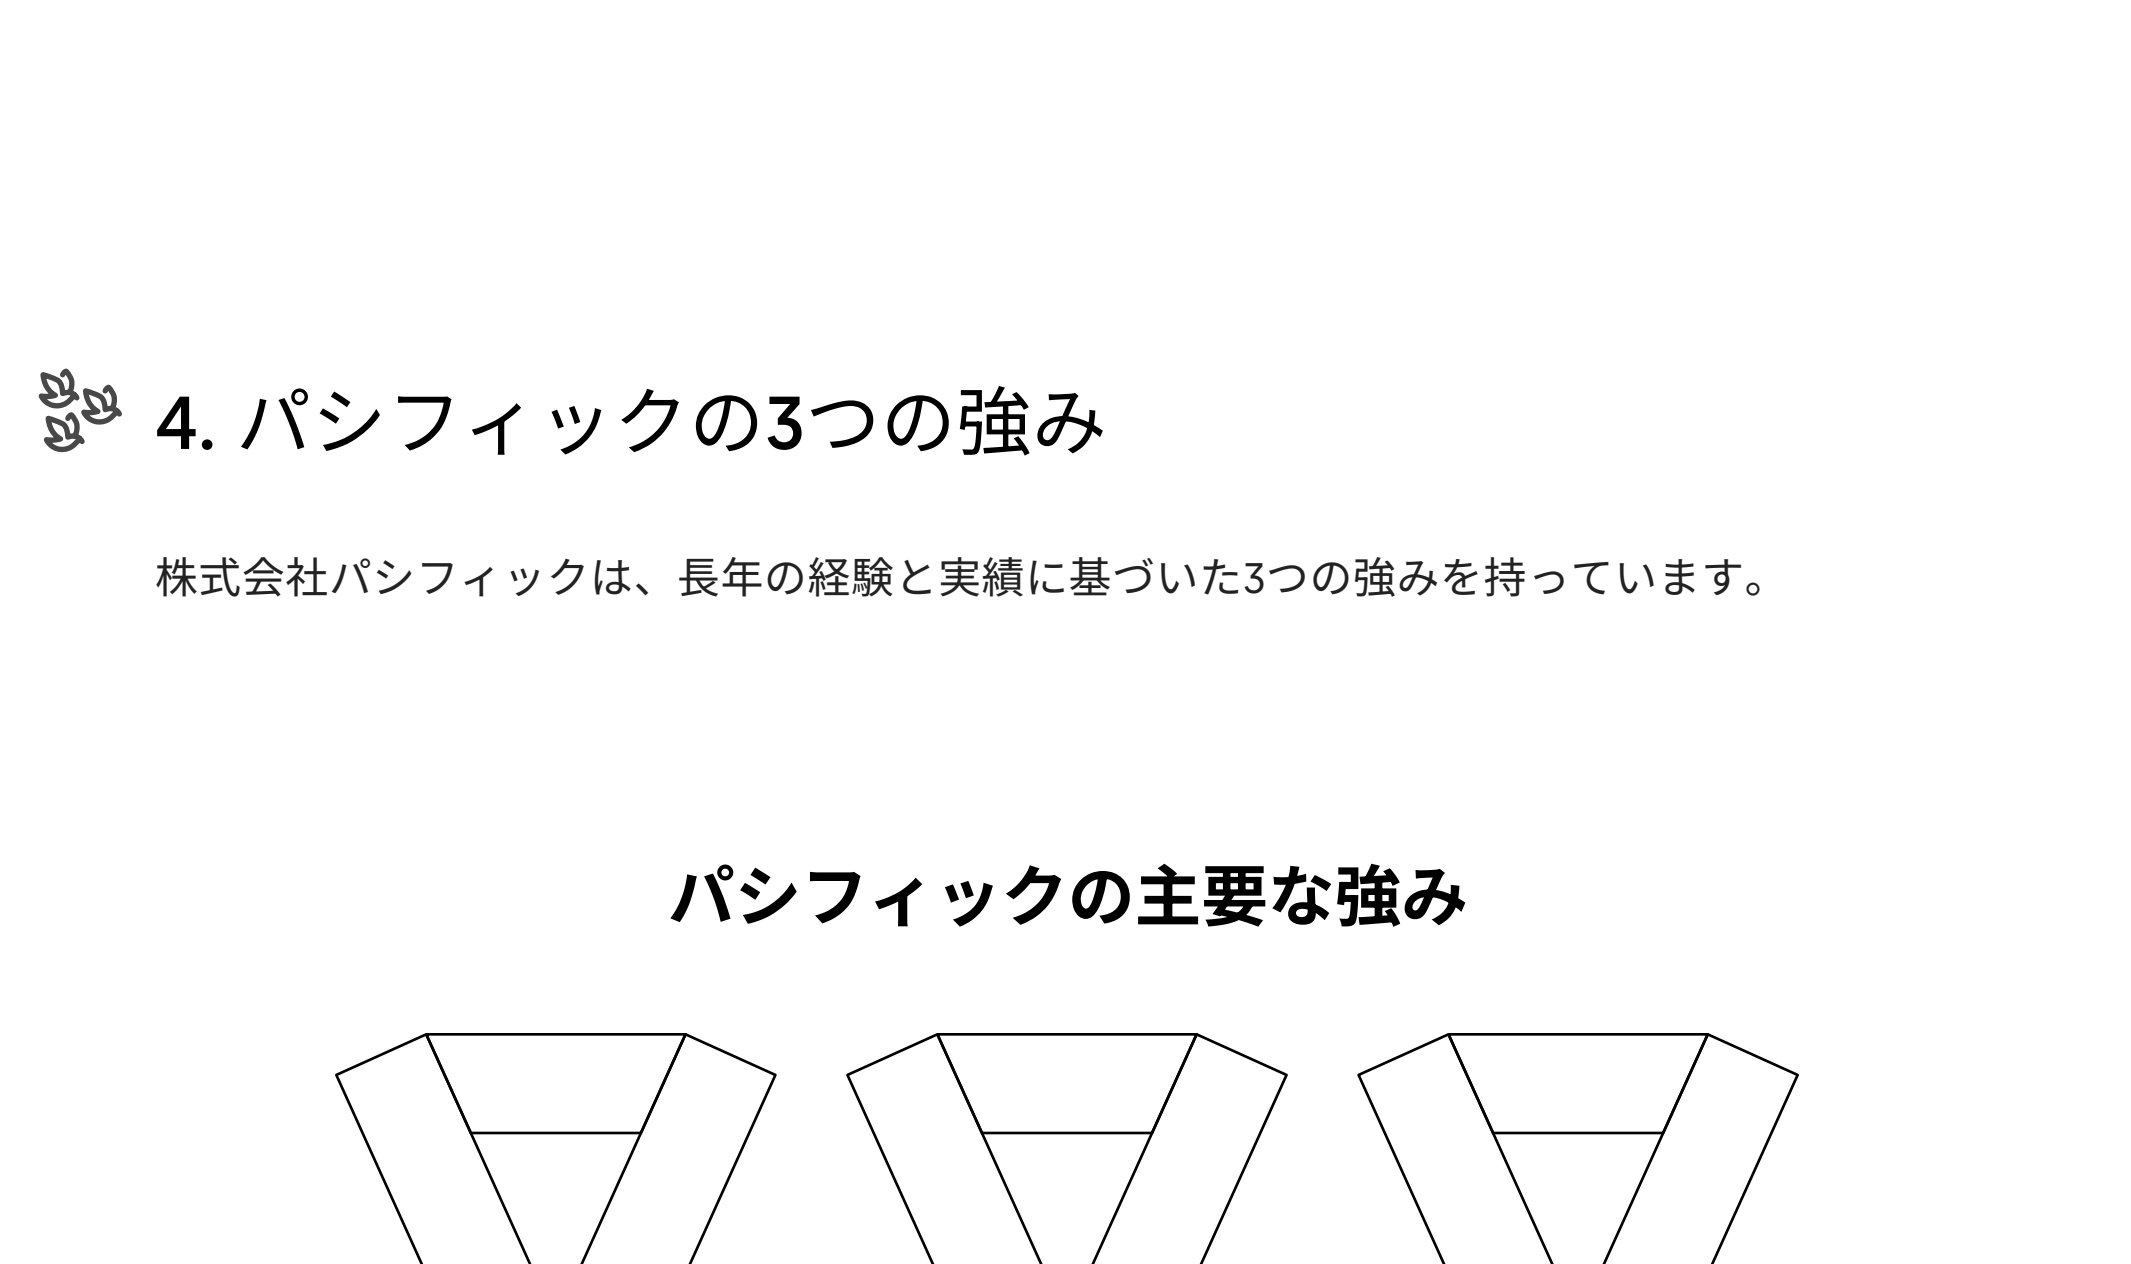 4. パシフィックの3つの強み
株式会社パシフィックは、長年の経験と実績に基づいた3つの強みを持っています。
パシフィックの主要な強み